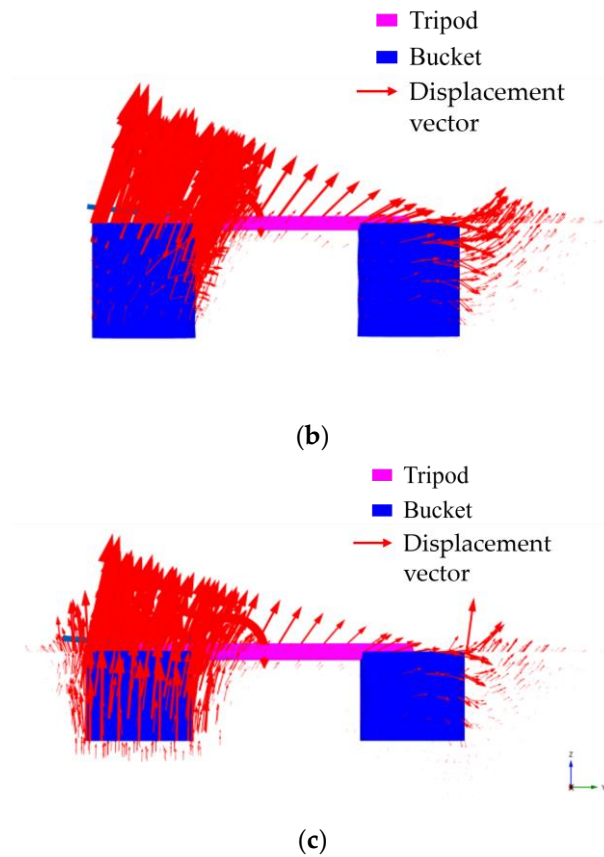 Tripod
Bucket
Displacement
vector
(b)
Tripod
Bucket
Displacement
vector
Z
Y
(c)